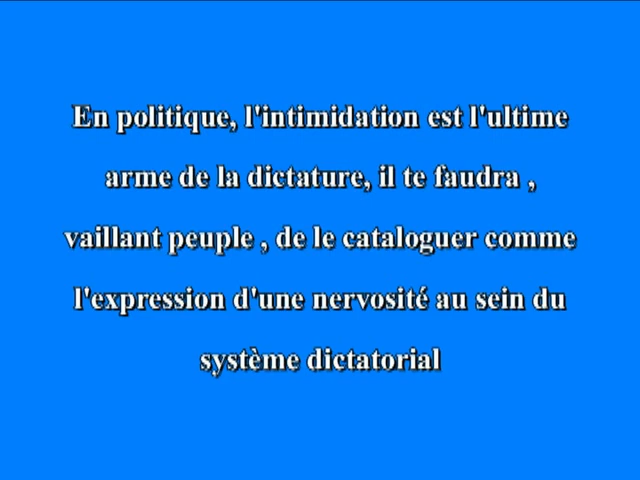 En politique, l'intimidation est l'ultime
arme de la dictature, il te faudra ,
vaillant peuple , de le cataloguer comme
l'expression d'une nervosité au sein du
système dictatorial